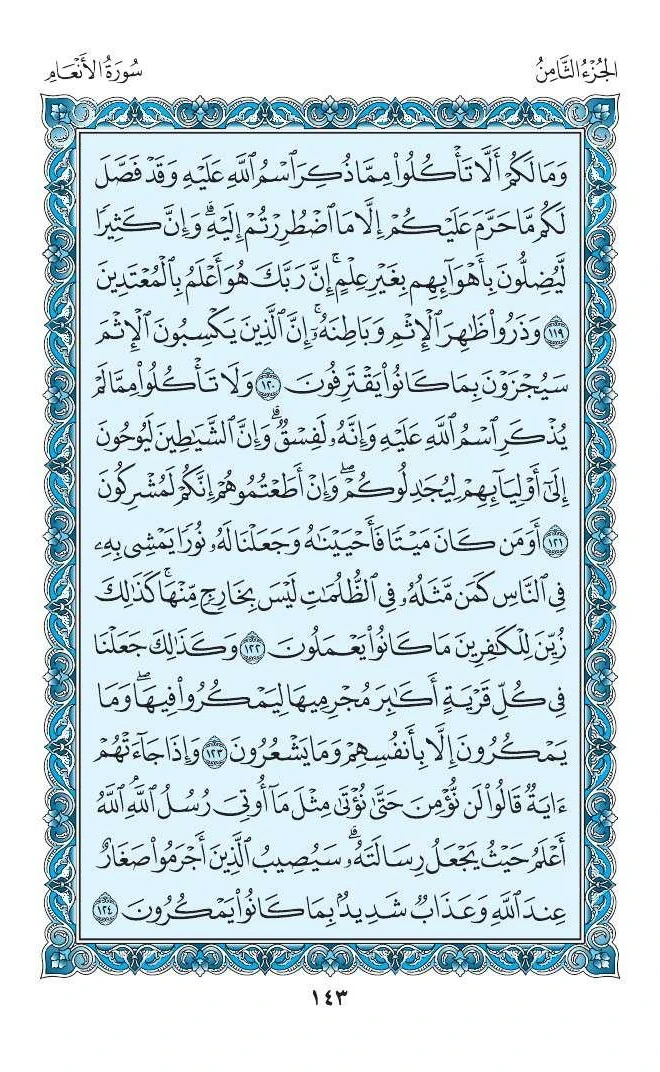 الجُزْءُ الثَّامِنُ
سُورَةُ الأَنْعَامِ
وَمَا لَكُمْ أَلَّا تَأْكُلُوا۟ مِمَّا ذُكِرَ ٱسْمُ ٱللَّهِ عَلَيْهِ وَقَدْ فَصَّلَ
لَكُم مَّا حَرَّمَ عَلَيْكُمْ إِلَّا مَا ٱضْطُرِرْتُمْ إِلَيْهِ ۗ وَإِنَّ كَثِيرًا
لَّيُضِلُّونَ بِأَهْوَآئِهِم بِغَيْرِ عِلْمٍ ۚ إِنَّ رَبَّكَ هُوَ أَعْلَمُ بِٱلْمُعْتَدِينَ
١١٩ وَذَرُوا۟ ظَٰهِرَ ٱلْإِثْمِ وَبَاطِنَهُۥٓ ۚ إِنَّ ٱلَّذِينَ يَكْسِبُونَ ٱلْإِثْمَ
سَيُجْزَوْنَ بِمَا كَانُوا۟ يَقْتَرِفُونَ ١٢٠ وَلَا تَأْكُلُوا۟ مِمَّا لَمْ
يُذْكَرِ ٱسْمُ ٱللَّهِ عَلَيْهِ وَإِنَّهُۥ لَفِسْقٌ ۗ وَإِنَّ ٱلشَّيَٰطِينَ لَيُوحُونَ
إِلَىٰٓ أَوْلِيَآئِهِمْ لِيُجَٰدِلُوكُمْ ۖ وَإِنْ أَطَعْتُمُوهُمْ إِنَّكُمْ لَمُشْرِكُونَ
١٢١ أَوَمَن كَانَ مَيْتًا فَأَحْيَيْنَٰهُ وَجَعَلْنَا لَهُۥ نُورًا يَمْشِى بِهِۦ
فِى ٱلنَّاسِ كَمَن مَّثَلُهُۥ فِى ٱلظُّلُمَٰتِ لَيْسَ بِخَارِجٍ مِّنْهَا ۚ كَذَٰلِكَ
زُيِّنَ لِلْكَٰفِرِينَ مَا كَانُوا۟ يَعْمَلُونَ ١٢٢ وَكَذَٰلِكَ جَعَلْنَا
فِى كُلِّ قَرْيَةٍ أَكَٰبِرَ مُجْرِمِيهَا لِيَمْكُرُوا۟ فِيهَا ۖ وَمَا
يَمْكُرُونَ إِلَّا بِأَنفُسِهِمْ وَمَا يَشْعُرُونَ ١٢٣ وَإِذَا جَآءَتْهُمْ
ءَايَةٌ قَالُوا۟ لَن نُّؤْمِنَ حَتَّىٰ نُؤْتَىٰ مِثْلَ مَآ أُوتِىَ رُسُلُ ٱللَّهِ ۘ ٱللَّهُ
أَعْلَمُ حَيْثُ يَجْعَلُ رِسَالَتَهُۥ ۗ سَيُصِيبُ ٱلَّذِينَ أَجْرَمُوا۟ صَغَارٌ
عِندَ ٱللَّهِ وَعَذَابٌ شَدِيدٌۢ بِمَا كَانُوا۟ يَمْكُرُونَ ١٢٤
١٤٣